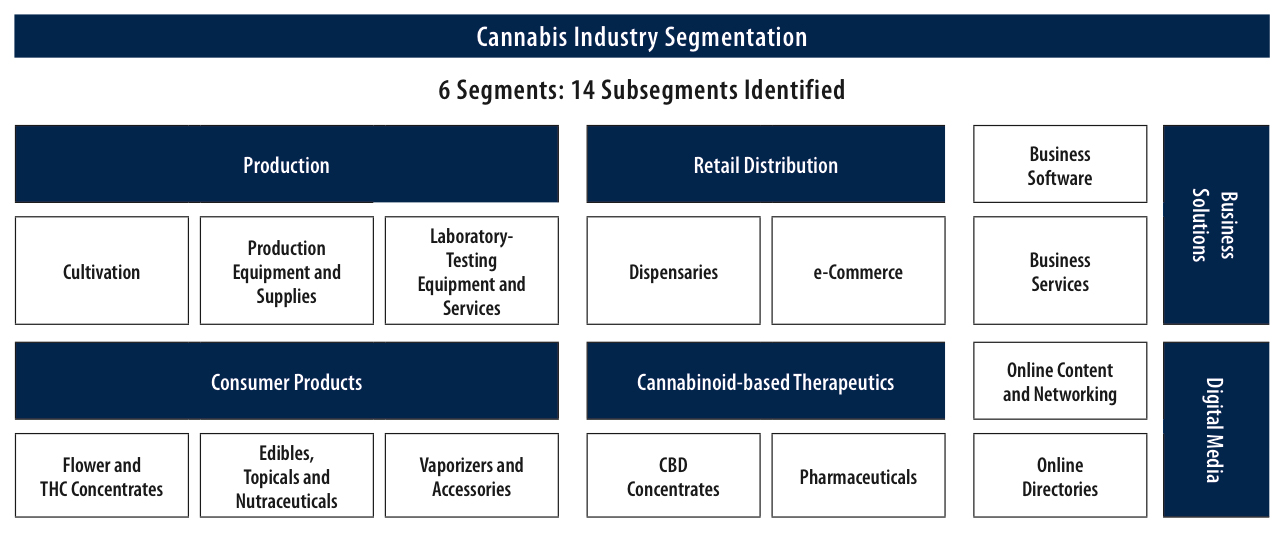 Cannabis Industry Segmentation
6 Segments: 14 Subsegments Identified
Production
Cultivation
Production
Equipment and
Supplies
Laboratory-
Testing
Equipment and
Services
Retail Distribution
Dispensaries
e-Commerce
Business
Software
Business
Services
Business
Solutions
Consumer Products
Flower and
THC Concentrates
Edibles,
Topicals and
Nutraceuticals
Vaporizers and
Accessories
Cannabinoid-based Therapeutics
CBD
Concentrates
Pharmaceuticals
Online Content
and Networking
Online
Directories
Digital Media